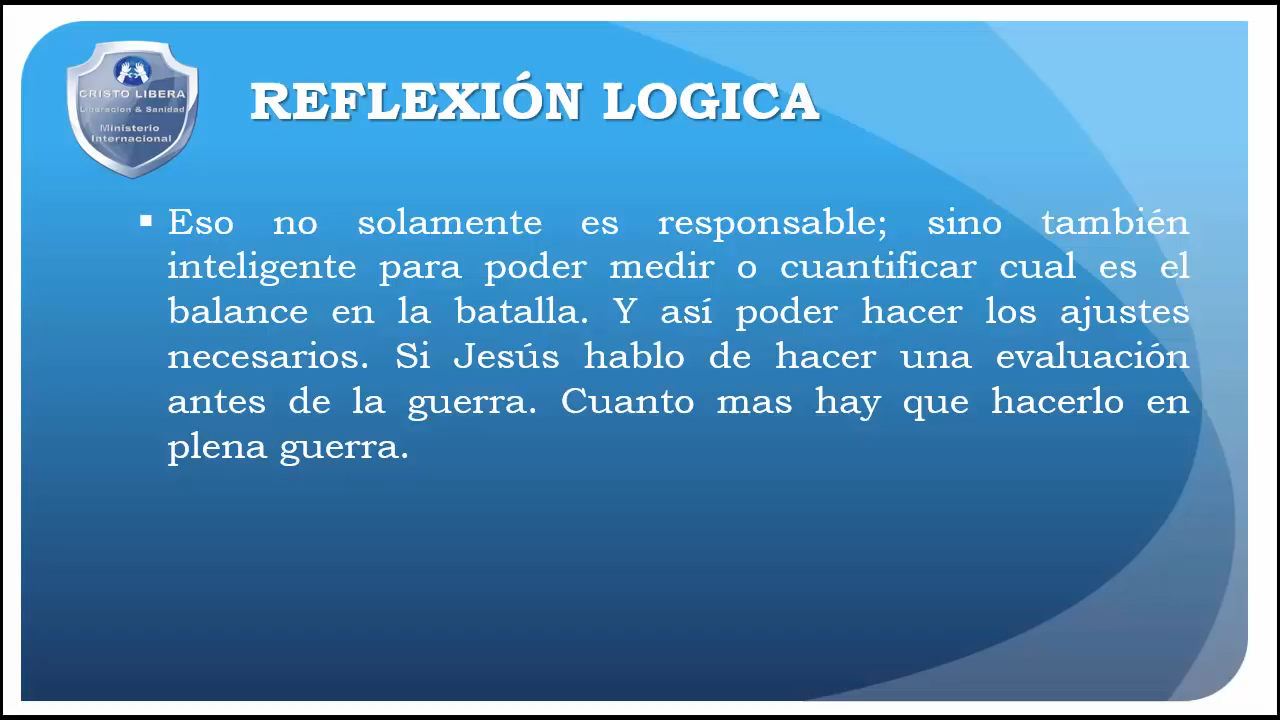 CRISTO LIBERA
Liberacion & Sanidad
Ministerio
Internacional
REFLEXIÓN LOGICA
▪ Eso no solamente es responsable; sino también
inteligente para poder medir o cuantificar cual es el
balance en la batalla. Y así poder hacer los ajustes
necesarios. Si Jesús hablo de hacer una evaluación
antes de la guerra. Cuanto mas hay que hacerlo en
plena guerra.